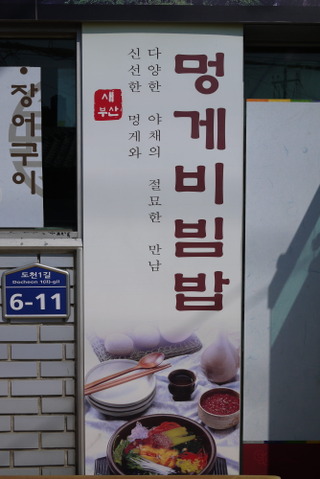 멍게비빔밥
다양한 야채의 절묘한 만남
신선한 멍게와
새
부산
·장어구이
도천1길
Docheon 1(il)-gil
6-11